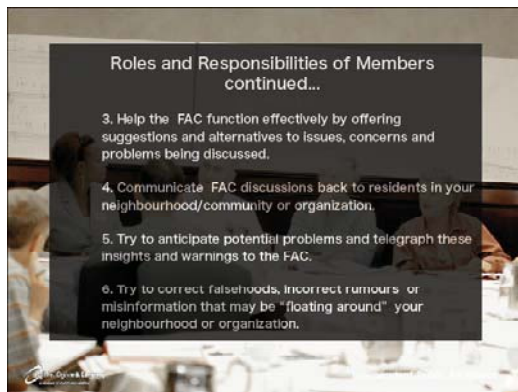 Roles and Responsibilities of Members
continued...
3. Help the FAC function effectively by offering
suggestions and alternatives to issues, concerns and
problems being discussed.
4. Communicate FAC discussions back to residents in your
neighbourhood/community or organization.
5. Try to anticipate potential problems and telegraph these
insights and warnings to the FAC.
6. Try to correct falsehoods, incorrect rumours or
misinformation that may be "floating around" your
neighbourhood or organization.